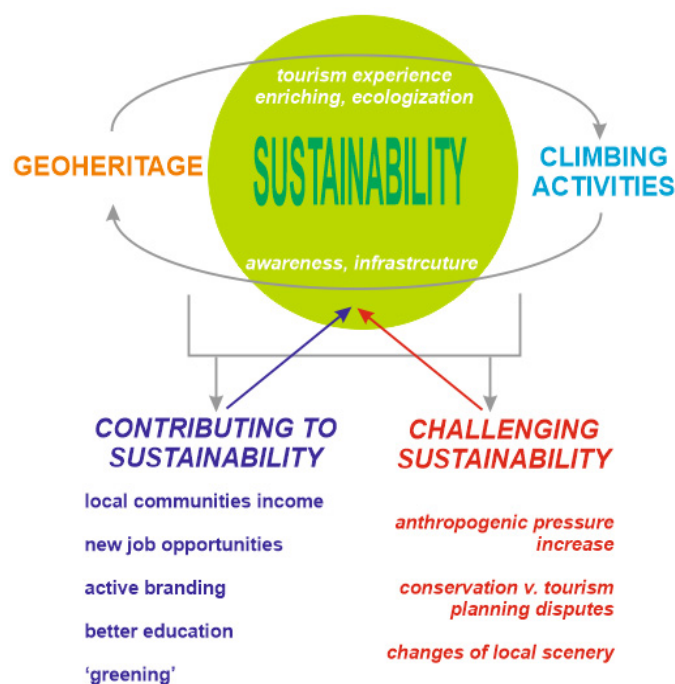 tourism experience
enriching, ecologization
GEOHERITAGE
SUSTAINABILITY
CLIMBING
ACTIVITIES
awareness, infrastrcuture
CONTRIBUTING TO
SUSTAINABILITY
local communities income
new job opportunities
active branding
better education
‘greening’
CHALLENGING
SUSTAINABILITY
anthropogenic pressure
increase
conservation v. tourism
planning disputes
changes of local scenery